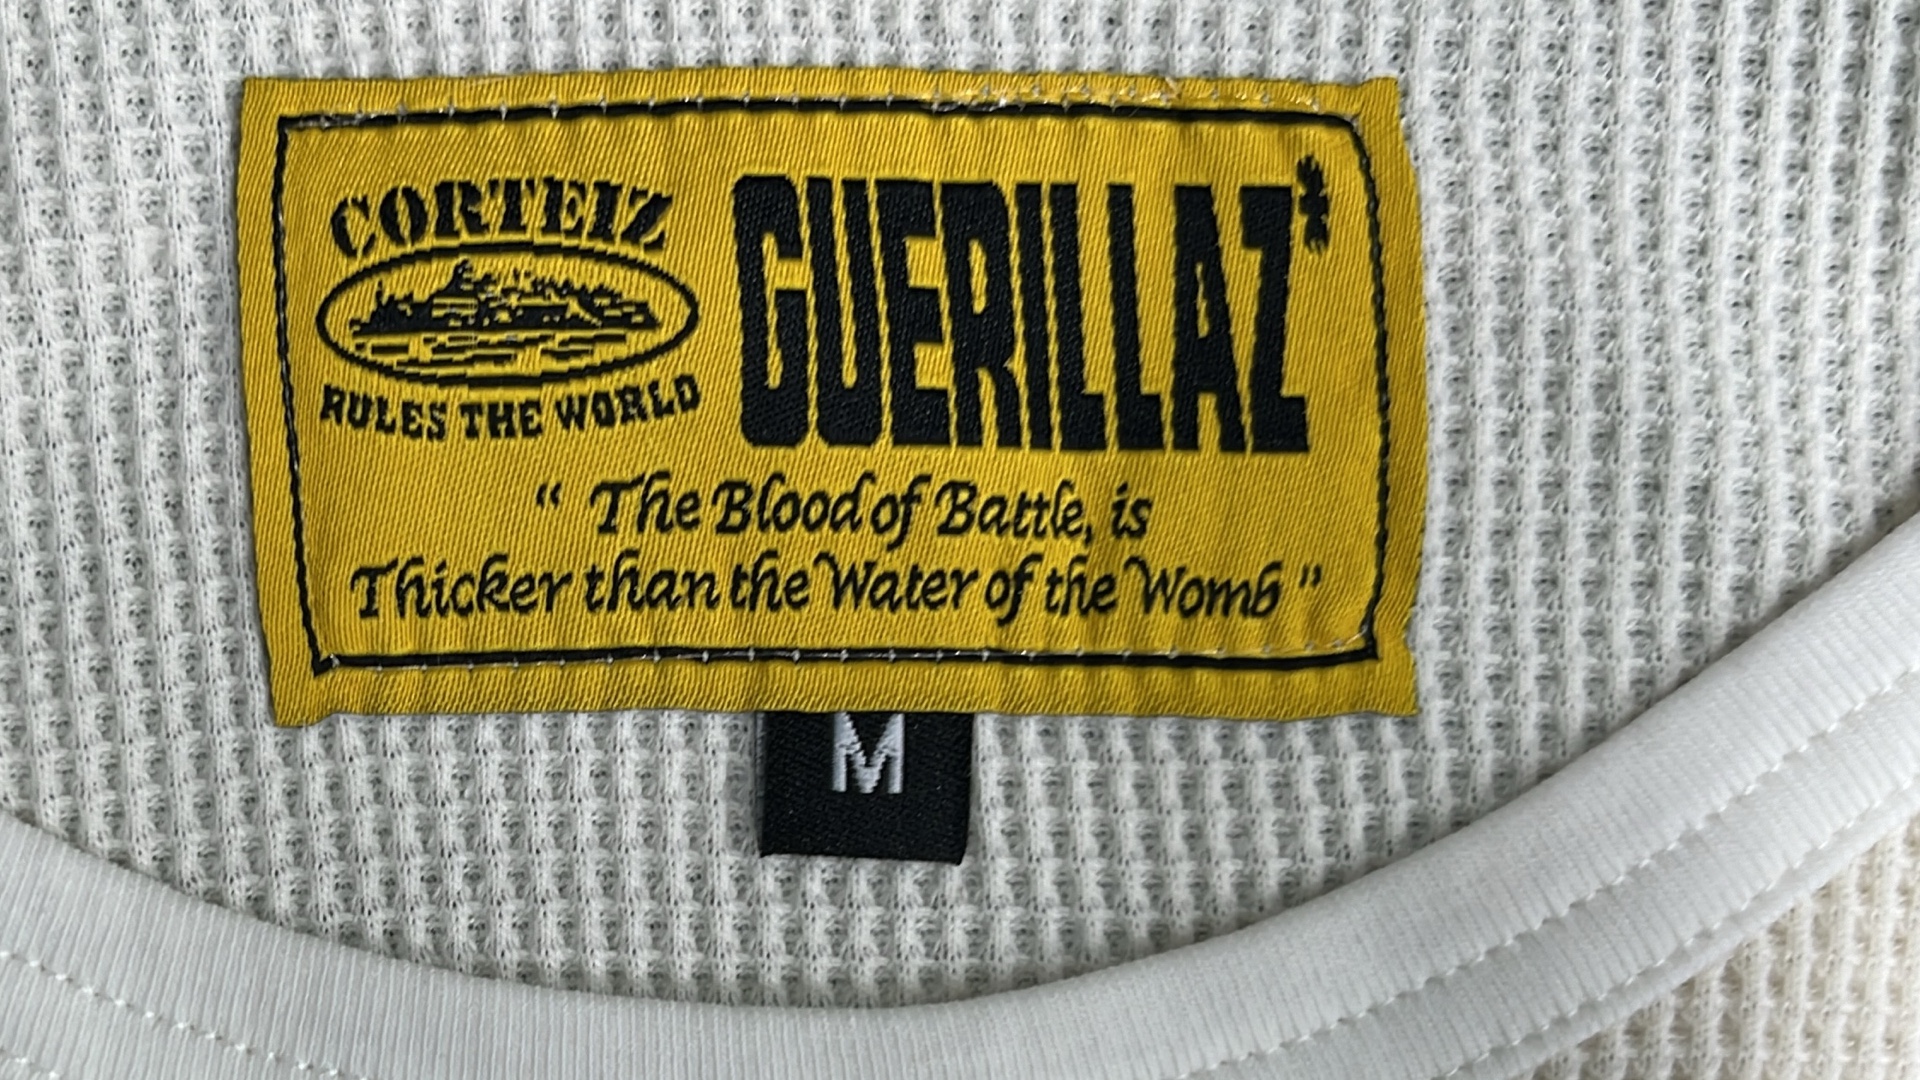 CORTEIZ
RULES THE WORLD
GUERILLAZ*
“ The Blood of Battle, is
Thicker than the Water of the Womb ”
M